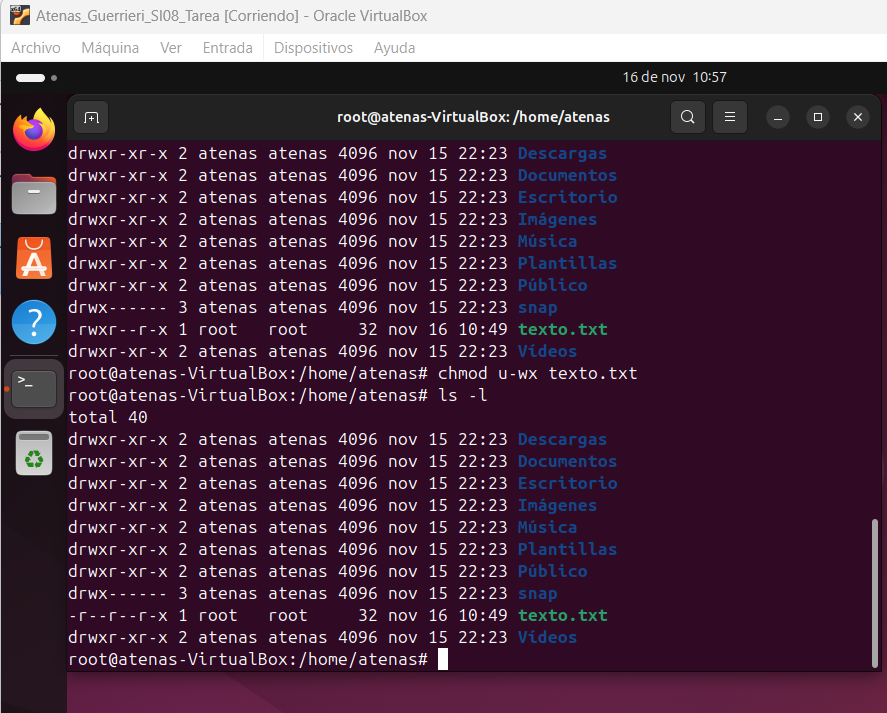 Atenas_Guerrieri_SI08_Tarea [Corriendo] - Oracle VirtualBox
Archivo Máquina Ver Entrada Dispositivos Ayuda
16 de nov 10:57
root@atenas-VirtualBox: /home/atenas
drwxr-xr-x 2 atenas atenas 4096 nov 15 22:23 Descargas
drwxr-xr-x 2 atenas atenas 4096 nov 15 22:23 Documentos
drwxr-xr-x 2 atenas atenas 4096 nov 15 22:23 Escritorio
drwxr-xr-x 2 atenas atenas 4096 nov 15 22:23 Imágenes
drwxr-xr-x 2 atenas atenas 4096 nov 15 22:23 Música
drwxr-xr-x 2 atenas atenas 4096 nov 15 22:23 Plantillas
drwxr-xr-x 2 atenas atenas 4096 nov 15 22:23 Público
drwx------ 3 atenas atenas 4096 nov 15 22:23 snap
-rwxr--r-x 1 root   root     32 nov 16 10:49 texto.txt
drwxr-xr-x 2 atenas atenas 4096 nov 15 22:23 Vídeos
root@atenas-VirtualBox:/home/atenas# chmod u-wx texto.txt
root@atenas-VirtualBox:/home/atenas# ls -l
total 40
drwxr-xr-x 2 atenas atenas 4096 nov 15 22:23 Descargas
drwxr-xr-x 2 atenas atenas 4096 nov 15 22:23 Documentos
drwxr-xr-x 2 atenas atenas 4096 nov 15 22:23 Escritorio
drwxr-xr-x 2 atenas atenas 4096 nov 15 22:23 Imágenes
drwxr-xr-x 2 atenas atenas 4096 nov 15 22:23 Música
drwxr-xr-x 2 atenas atenas 4096 nov 15 22:23 Plantillas
drwxr-xr-x 2 atenas atenas 4096 nov 15 22:23 Público
drwx------ 3 atenas atenas 4096 nov 15 22:23 snap
-r--r--r-x 1 root   root     32 nov 16 10:49 texto.txt
drwxr-xr-x 2 atenas atenas 4096 nov 15 22:23 Vídeos
root@atenas-VirtualBox:/home/atenas#